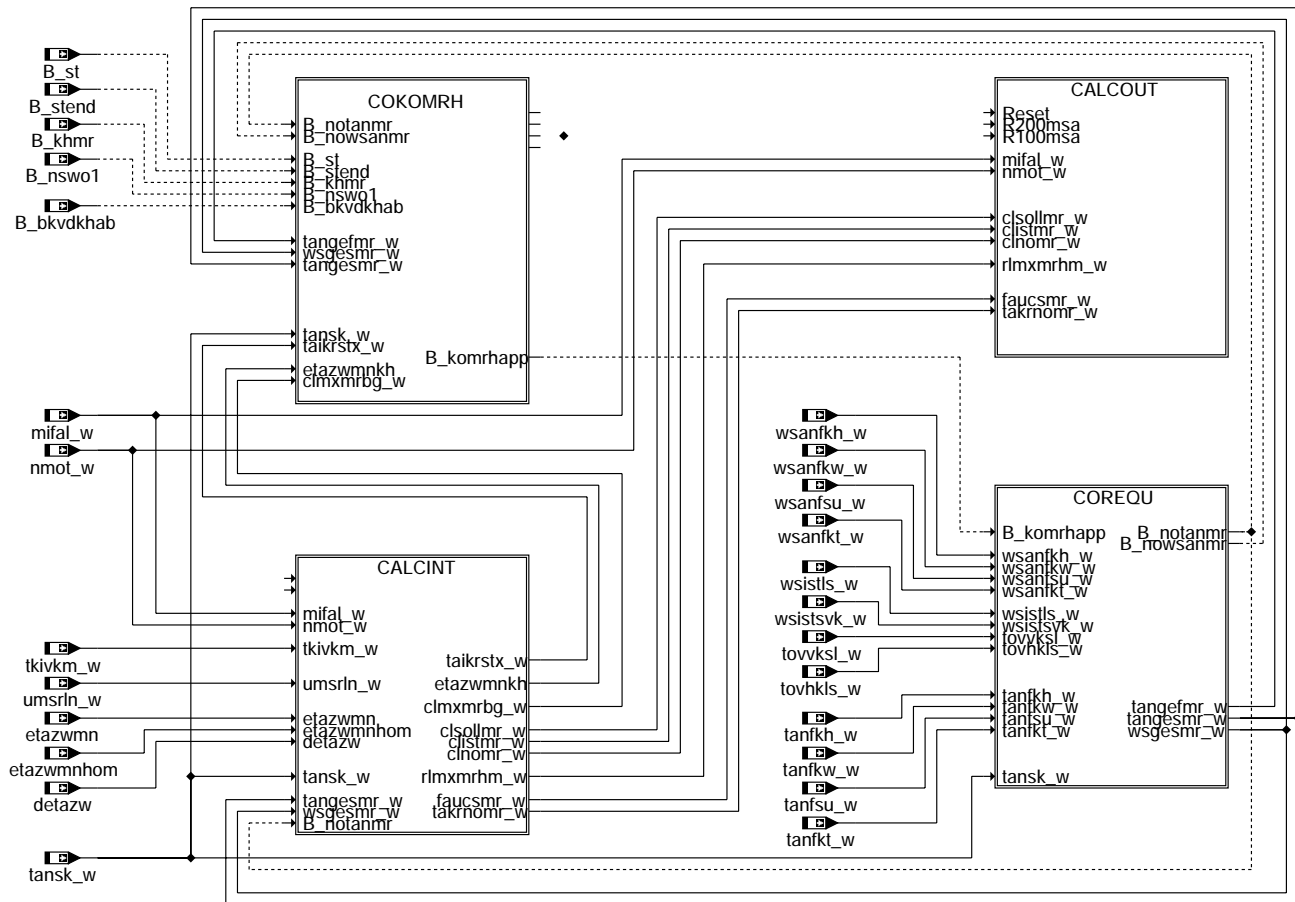 B_st
B_stend
B_khmr
B_nswo1
B_bkvdkhab
mifal_w
nmot_w
tkivkm_w
umsrln_w
etazwmn
etazwmnhom
detazw
tansk_w
COKOMRH
B_notanmr
B_nowsanmr
B_st
B_stend
B_khmr
B_nswo1
B_bkvdkhab
tangefmr_w
wsgesmr_w
tangesmr_w
tansk_w
taikrstx_w
etazwmnkh
clmxmrbg_w
B_komrhapp
CALCINT
mifal_w
nmot_w
tkivkm_w
umsrln_w
etazwmn
etazwmnhom
detazw
tansk_w
tangesmr_w
wsgesmr_w
B_notanmr
taikrstx_w
etazwmnkh
clmxmrbg_w
clsollmr_w
clistmr_w
clnomr_w
rlmxmrhm_w
faucsmr_w
takrnomr_w
CALCOUT
Reset
R200msa
R100msa
mifal_w
nmot_w
clsollmr_w
clistmr_w
clnomr_w
rlmxmrhm_w
faucsmr_w
takrnomr_w
wsanfkh_w
wsanfkw_w
wsanfsu_w
wsanfkt_w
wsistls_w
wsistsvk_w
tovvksl_w
tovhkls_w
tanfkh_w
tanfkw_w
tanfsu_w
tanfkt_w
COREQU
B_komrhapp
wsanfkh_w
wsanfkw_w
wsanfsu_w
wsanfkt_w
wsistls_w
wsistsvk_w
tovvksl_w
tovhkls_w
tanfkh_w
tanfkw_w
tanfsu_w
tanfkt_w
tansk_w
B_notanmr
B_nowsanmr
tangefmr_w
tangesmr_w
wsgesmr_w